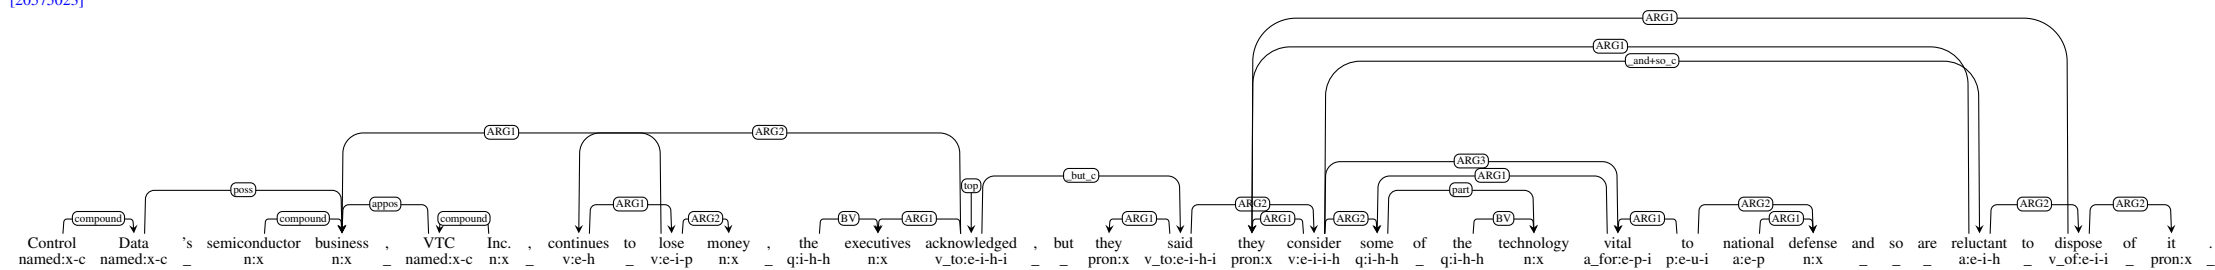 [20375023]
ARG1
ARG1
_and+so_c
ARG1 ARG2
ARG3
_but_c ARG1
poss top part
appos ARG1 ARG2 ARG2 ARG2 ARG2
compound compound compound ARG2 BV ARG1 ARG1 ARG1 ARG2 BV ARG1 ARG1
Control Data 's semiconductor business , VTC Inc. , continues to lose money , the executives acknowledged , but they said they consider some of the technology vital to national defense and so are reluctant to dispose of it .
named:x-c named:x-c _ n:x n:x _ named:x-c n:x _ v:e-h _ v:e-i-p n:x _ q:i-h-h n:x v_to:e-i-h-i _ _ pron:x v_to:e-i-h-i pron:x v:e-i-i-h q:i-h-h _ q:i-h-h n:x a_for:e-p-i p:e-u-i a:e-p n:x _ _ _ a:e-i-h _ v_of:e-i-i _ pron:x _